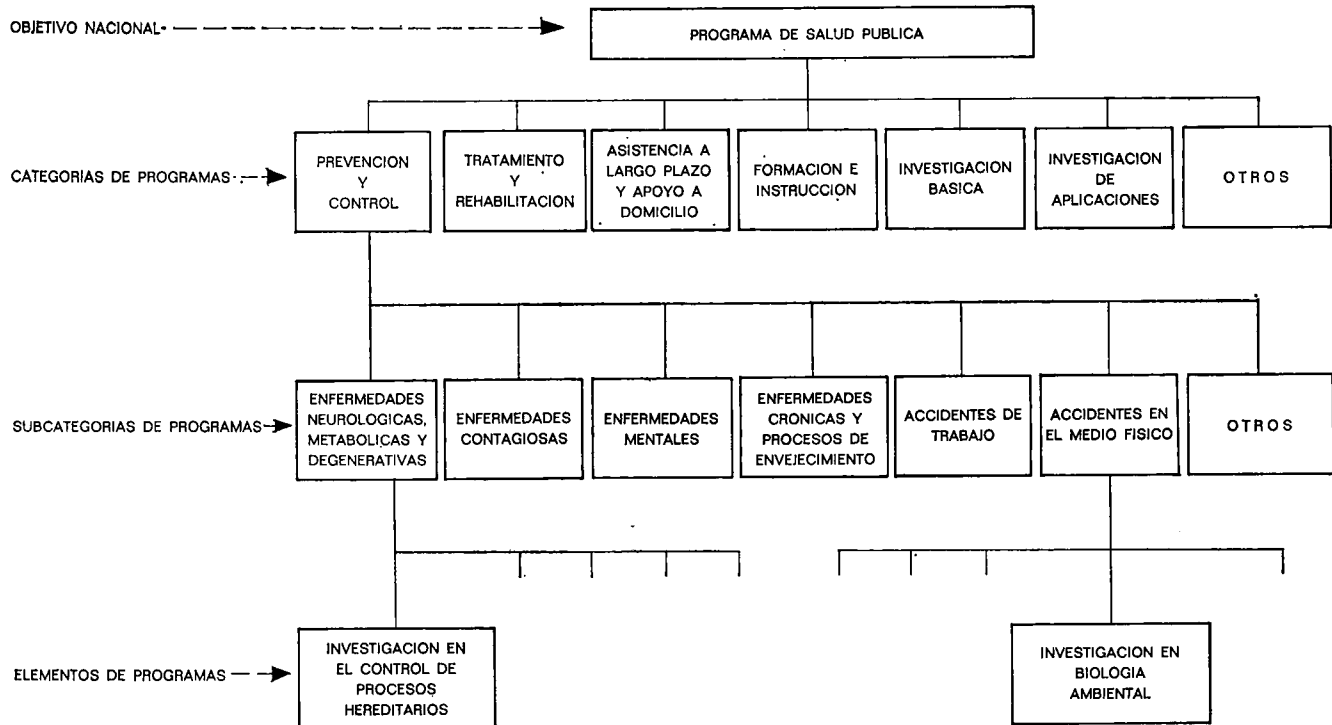 OBJETIVO NACIONAL
PROGRAMA DE SALUD PUBLICA
CATEGORIAS DE PROGRAMAS
PREVENCION
Y
CONTROL
TRATAMIENTO
Y
REHABILITACION
ASISTENCIA A
LARGO PLAZO
Y APOYO A
DOMICILIO
FORMACION E
INSTRUCCION
INVESTIGACION
BASICA
INVESTIGACION
DE
APLICACIONES
OTROS
SUBCATEGORIAS DE PROGRAMAS
ENFERMEDADES
NEUROLOGICAS,
METABOLICAS Y
DEGENERATIVAS
ENFERMEDADES
CONTAGIOSAS
ENFERMEDADES
MENTALES
ENFERMEDADES
CRONICAS Y
PROCESOS DE
ENVEJECIMIENTO
ACCIDENTES DE
TRABAJO
ACCIDENTES EN
EL MEDIO FISICO
OTROS
ELEMENTOS DE PROGRAMAS
INVESTIGACION EN
EL CONTROL DE
PROCESOS
HEREDITARIOS
INVESTIGACION EN
BIOLOGIA
AMBIENTAL